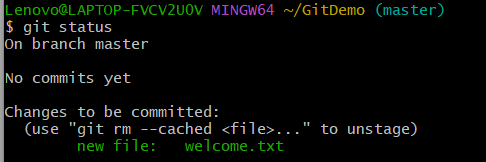 Lenovo@LAPTOP-FVCV2UOV MINGW64 ~/GitDemo (master)
$ git status
On branch master
No commits yet
Changes to be committed:
(use "git rm --cached <file>..." to unstage)
new file: welcome.txt